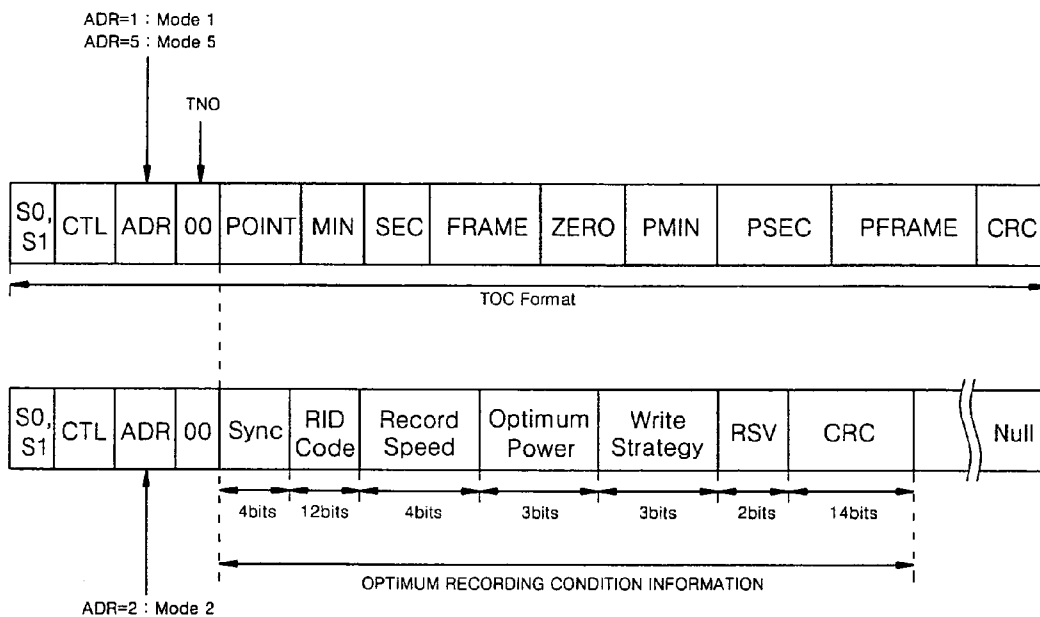 ADR=1 : Mode 1
ADR=5 : Mode 5
TNO
S0, S1 CTL ADR 00 POINT MIN SEC FRAME ZERO PMIN PSEC PFRAME CRC
TOC Format
S0, S1 CTL ADR 00 Sync RID Code Record Speed Optimum Power Write Strategy RSV CRC Null
4bits 12bits 4bits 3bits 3bits 2bits 14bits
OPTIMUM RECORDING CONDITION INFORMATION
ADR=2 : Mode 2